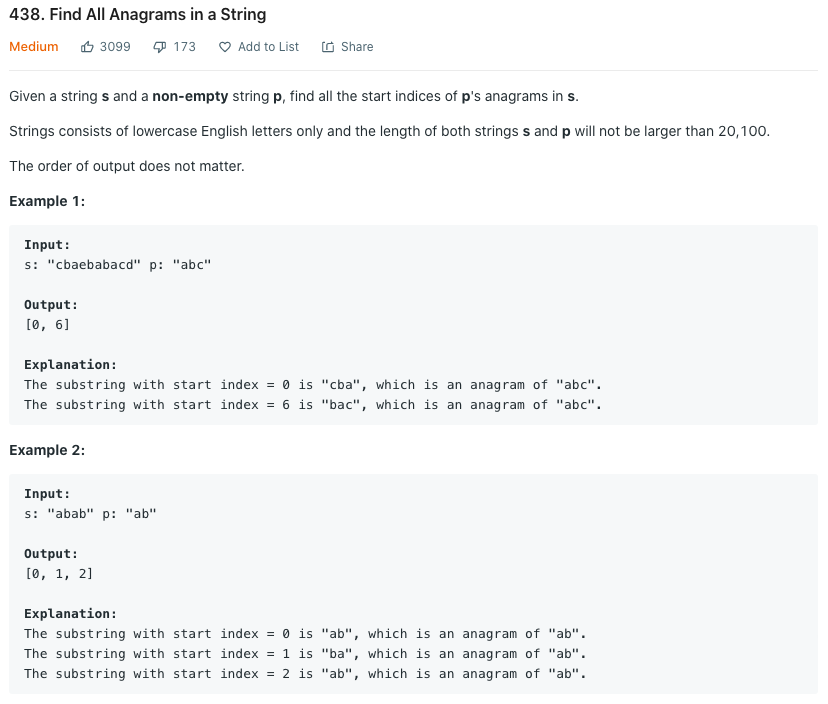 438. Find All Anagrams in a String
Medium 3099 173 Add to List Share
Given a string s and a non-empty string p, find all the start indices of p's anagrams in s.
Strings consists of lowercase English letters only and the length of both strings s and p will not be larger than 20,100.
The order of output does not matter.
Example 1:
Input:
s: "cbaebabacd" p: "abc"
Output:
[0, 6]
Explanation:
The substring with start index = 0 is "cba", which is an anagram of "abc".
The substring with start index = 6 is "bac", which is an anagram of "abc".
Example 2:
Input:
s: "abab" p: "ab"
Output:
[0, 1, 2]
Explanation:
The substring with start index = 0 is "ab", which is an anagram of "ab".
The substring with start index = 1 is "ba", which is an anagram of "ab".
The substring with start index = 2 is "ab", which is an anagram of "ab".